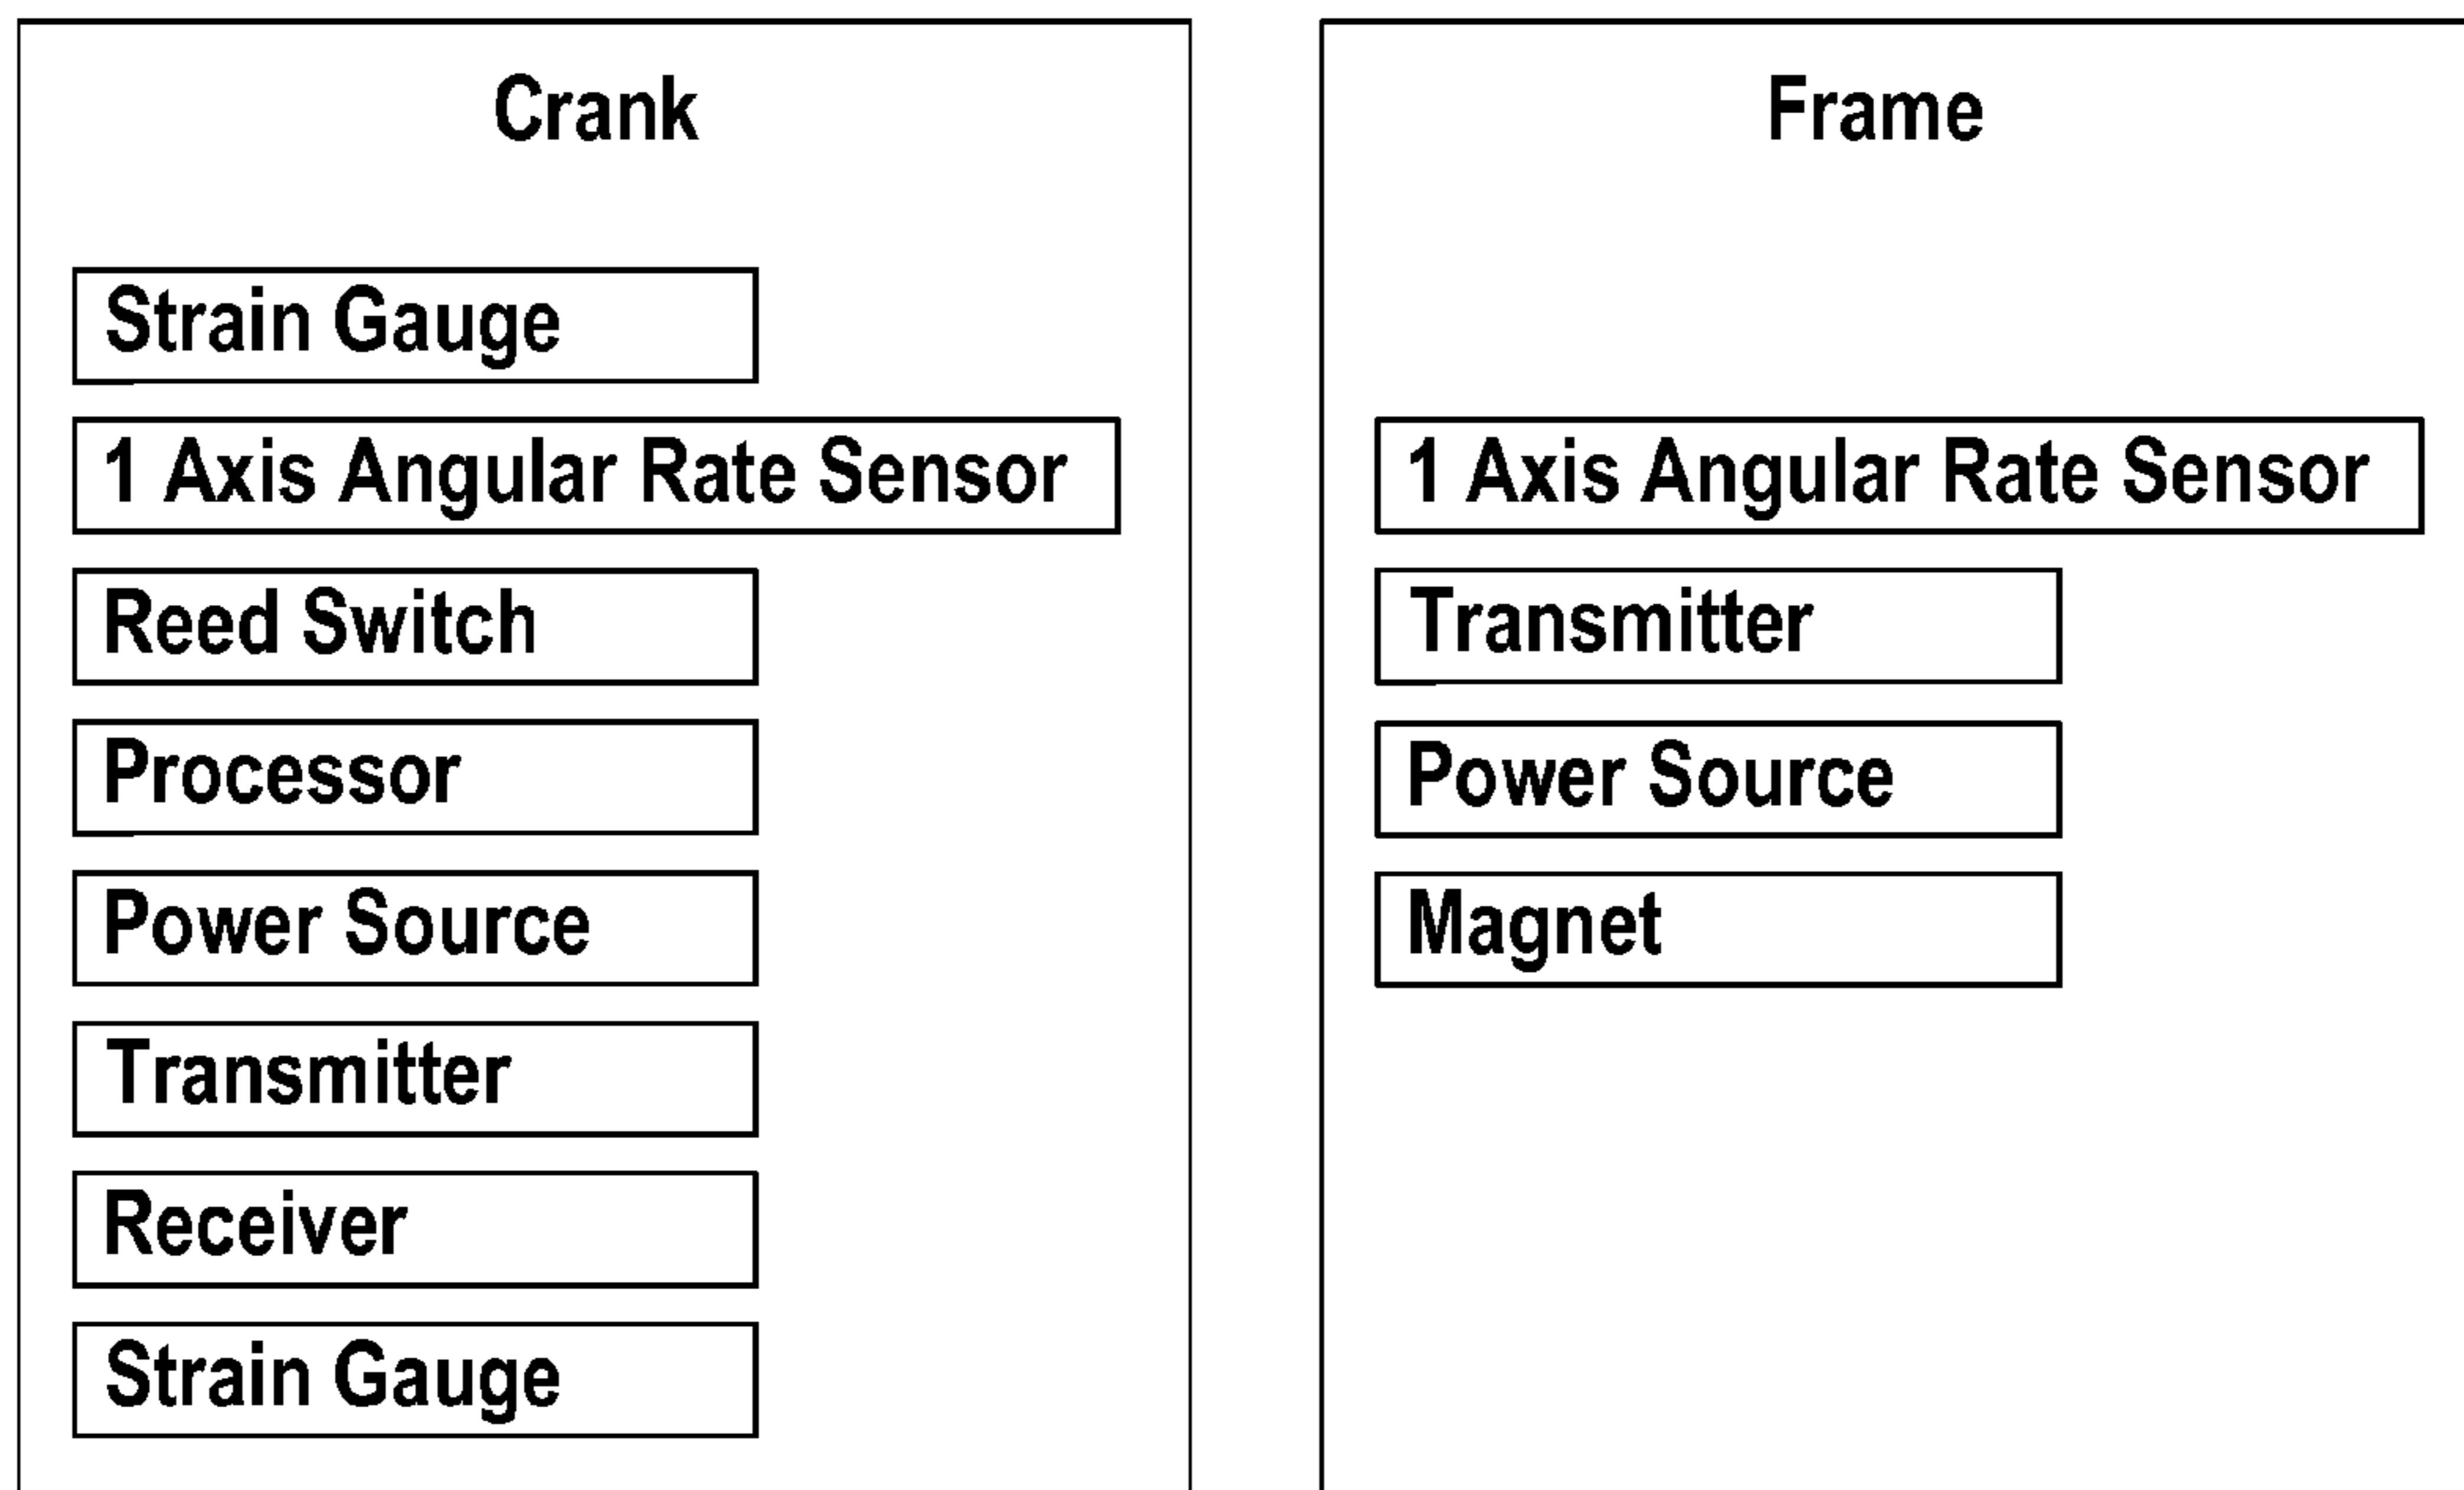 Crank
Strain Gauge
1 Axis Angular Rate Sensor
Reed Switch
Processor
Power Source
Transmitter
Receiver
Strain Gauge
Frame
1 Axis Angular Rate Sensor
Transmitter
Power Source
Magnet